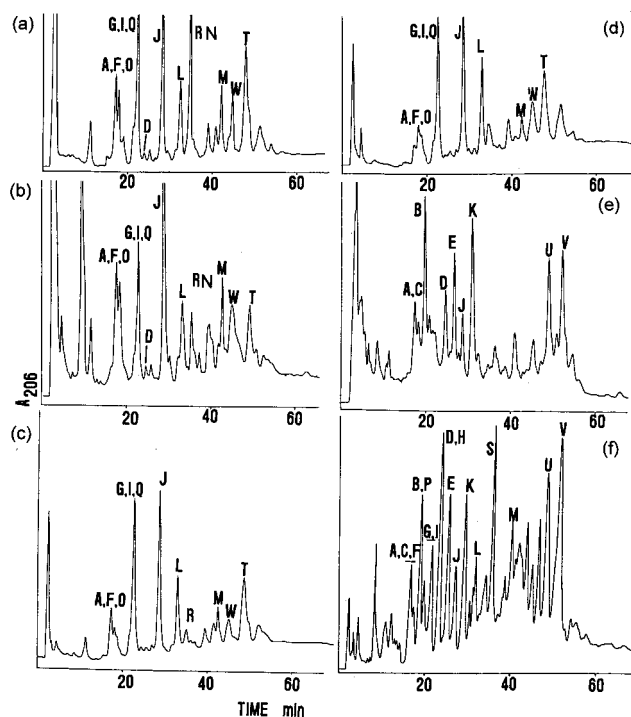 (a)
G,I,Q
J
R N
T
A,F,O
L
M
W
D
20
40
60
(b)
J
G,I,Q
A,F,O
R N
M
L
W
T
D
A206
20
40
60
(c)
G,I,Q
J
L
T
A,F,O
R
M
W
20
40
60
TIME min
(d)
G,I,Q
J
L
T
W
A,F,O
M
20
40
60
(e)
B
K
E
U
V
A,C
D
J
20
40
60
(f)
D,H
S
V
B,P
E
K
U
G,I
A,C,F
J
L
M
20
40
60